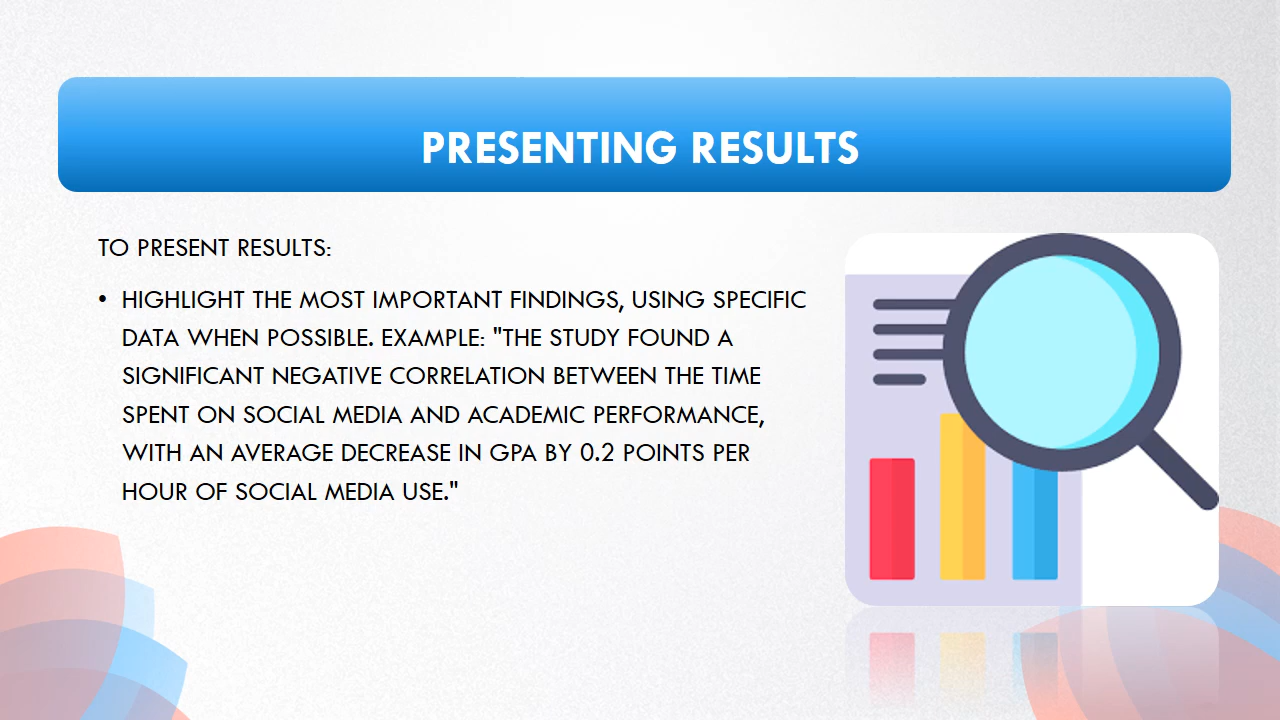 PRESENTING RESULTS
TO PRESENT RESULTS:
• HIGHLIGHT THE MOST IMPORTANT FINDINGS, USING SPECIFIC
DATA WHEN POSSIBLE. EXAMPLE: "THE STUDY FOUND A
SIGNIFICANT NEGATIVE CORRELATION BETWEEN THE TIME
SPENT ON SOCIAL MEDIA AND ACADEMIC PERFORMANCE,
WITH AN AVERAGE DECREASE IN GPA BY 0.2 POINTS PER
HOUR OF SOCIAL MEDIA USE."